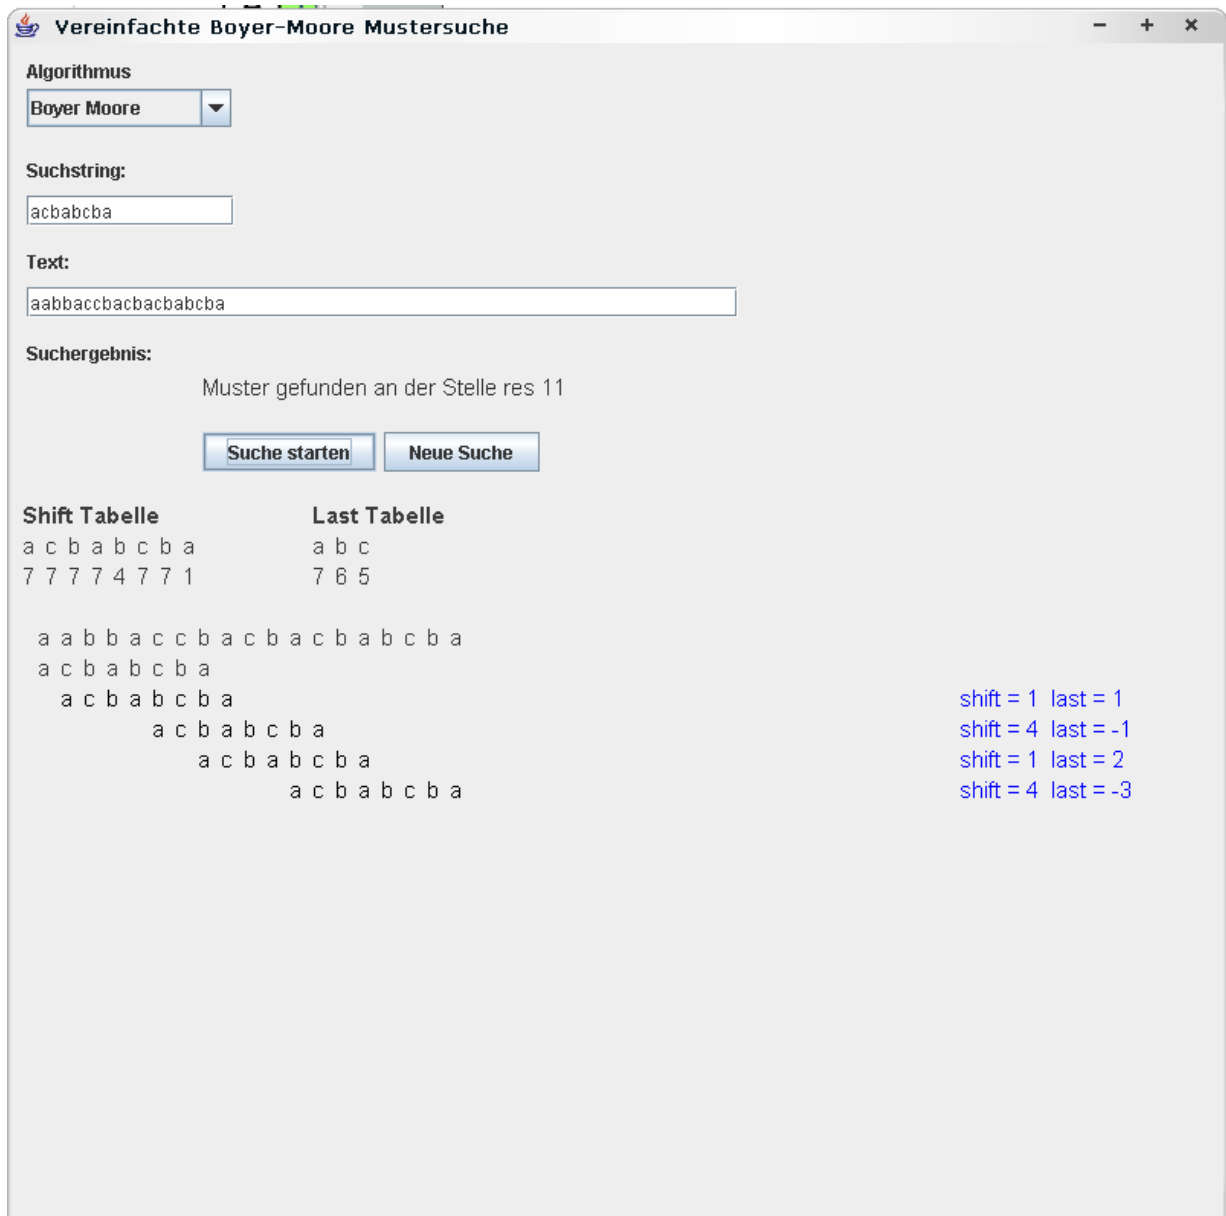 Vereinfachte Boyer-Moore Mustersuche
Algorithmus
Boyer Moore
Suchstring:
acbabcba
Text:
aabbaccbacbacbabcba
Suchergebnis:
Muster gefunden an der Stelle res 11
Suche starten Neue Suche
Shift Tabelle Last Tabelle
a c b a b c b a a b c
7 7 7 7 4 7 7 1 7 6 5
a a b b a c c b a c b a c b a b c b a
a c b a b c b a
a c b a b c b a shift = 1 last = 1
a c b a b c b a shift = 4 last = -1
a c b a b c b a shift = 1 last = 2
a c b a b c b a shift = 4 last = -3